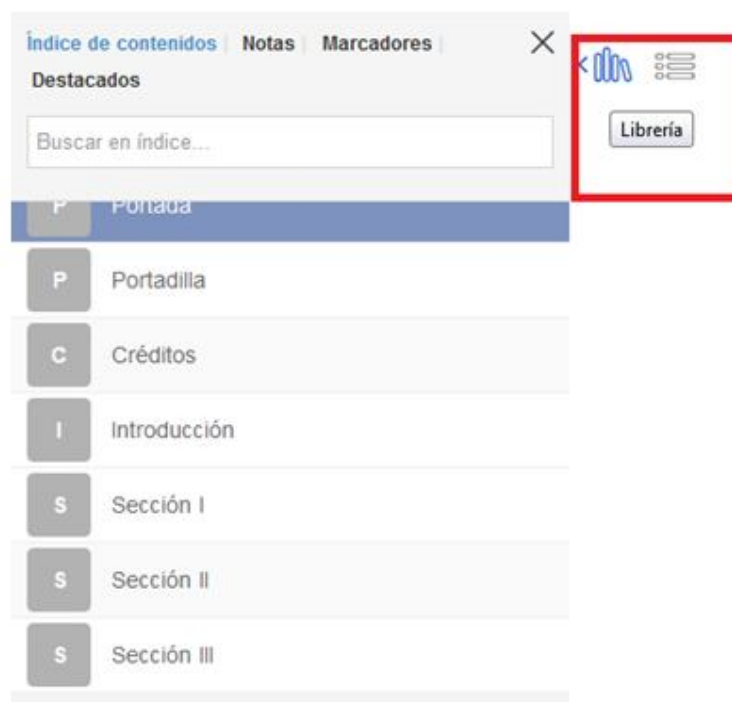 Índice de contenidos Notas Marcadores
Destacados
Buscar en índice...
Librería
P Portada
P Portadilla
C Créditos
I Introducción
S Sección I
S Sección II
S Sección III